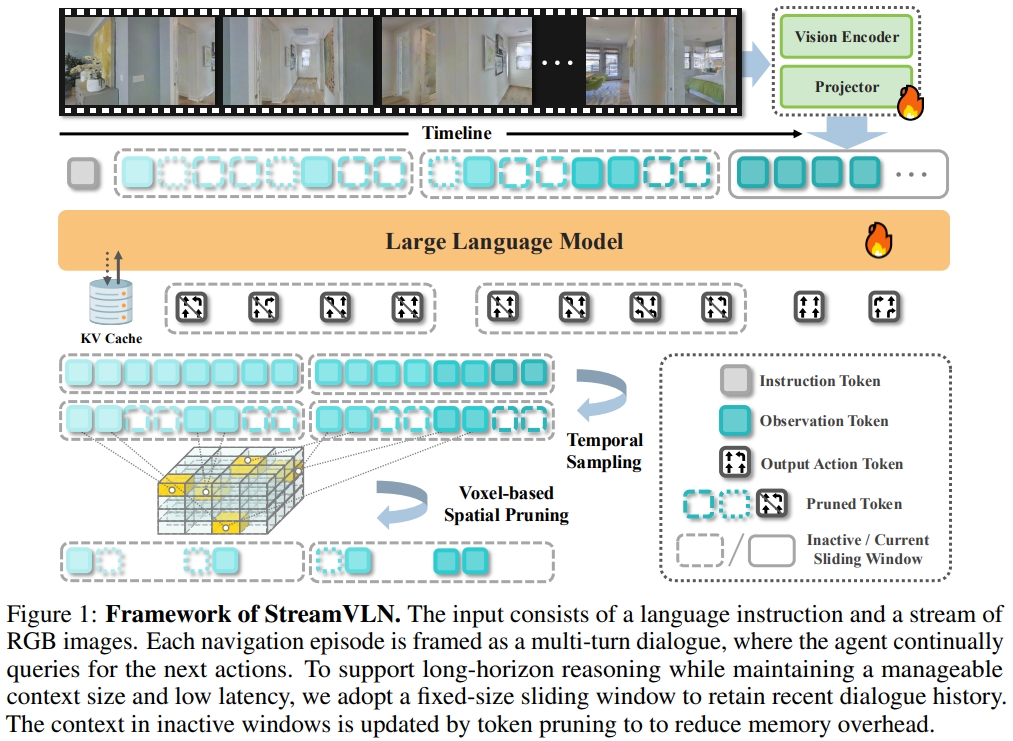 Vision Encoder
Projector
Timeline
...
...
Large Language Model
KV Cache
Temporal
Sampling
Voxel-based
Spatial Pruning
Instruction Token
Observation Token
Output Action Token
Pruned Token
Inactive / Current
Sliding Window
Figure 1: Framework of StreamVLN. The input consists of a language instruction and a stream of
RGB images. Each navigation episode is framed as a multi-turn dialogue, where the agent continually
queries for the next actions. To support long-horizon reasoning while maintaining a manageable
context size and low latency, we adopt a fixed-size sliding window to retain recent dialogue history.
The context in inactive windows is updated by token pruning to to reduce memory overhead.